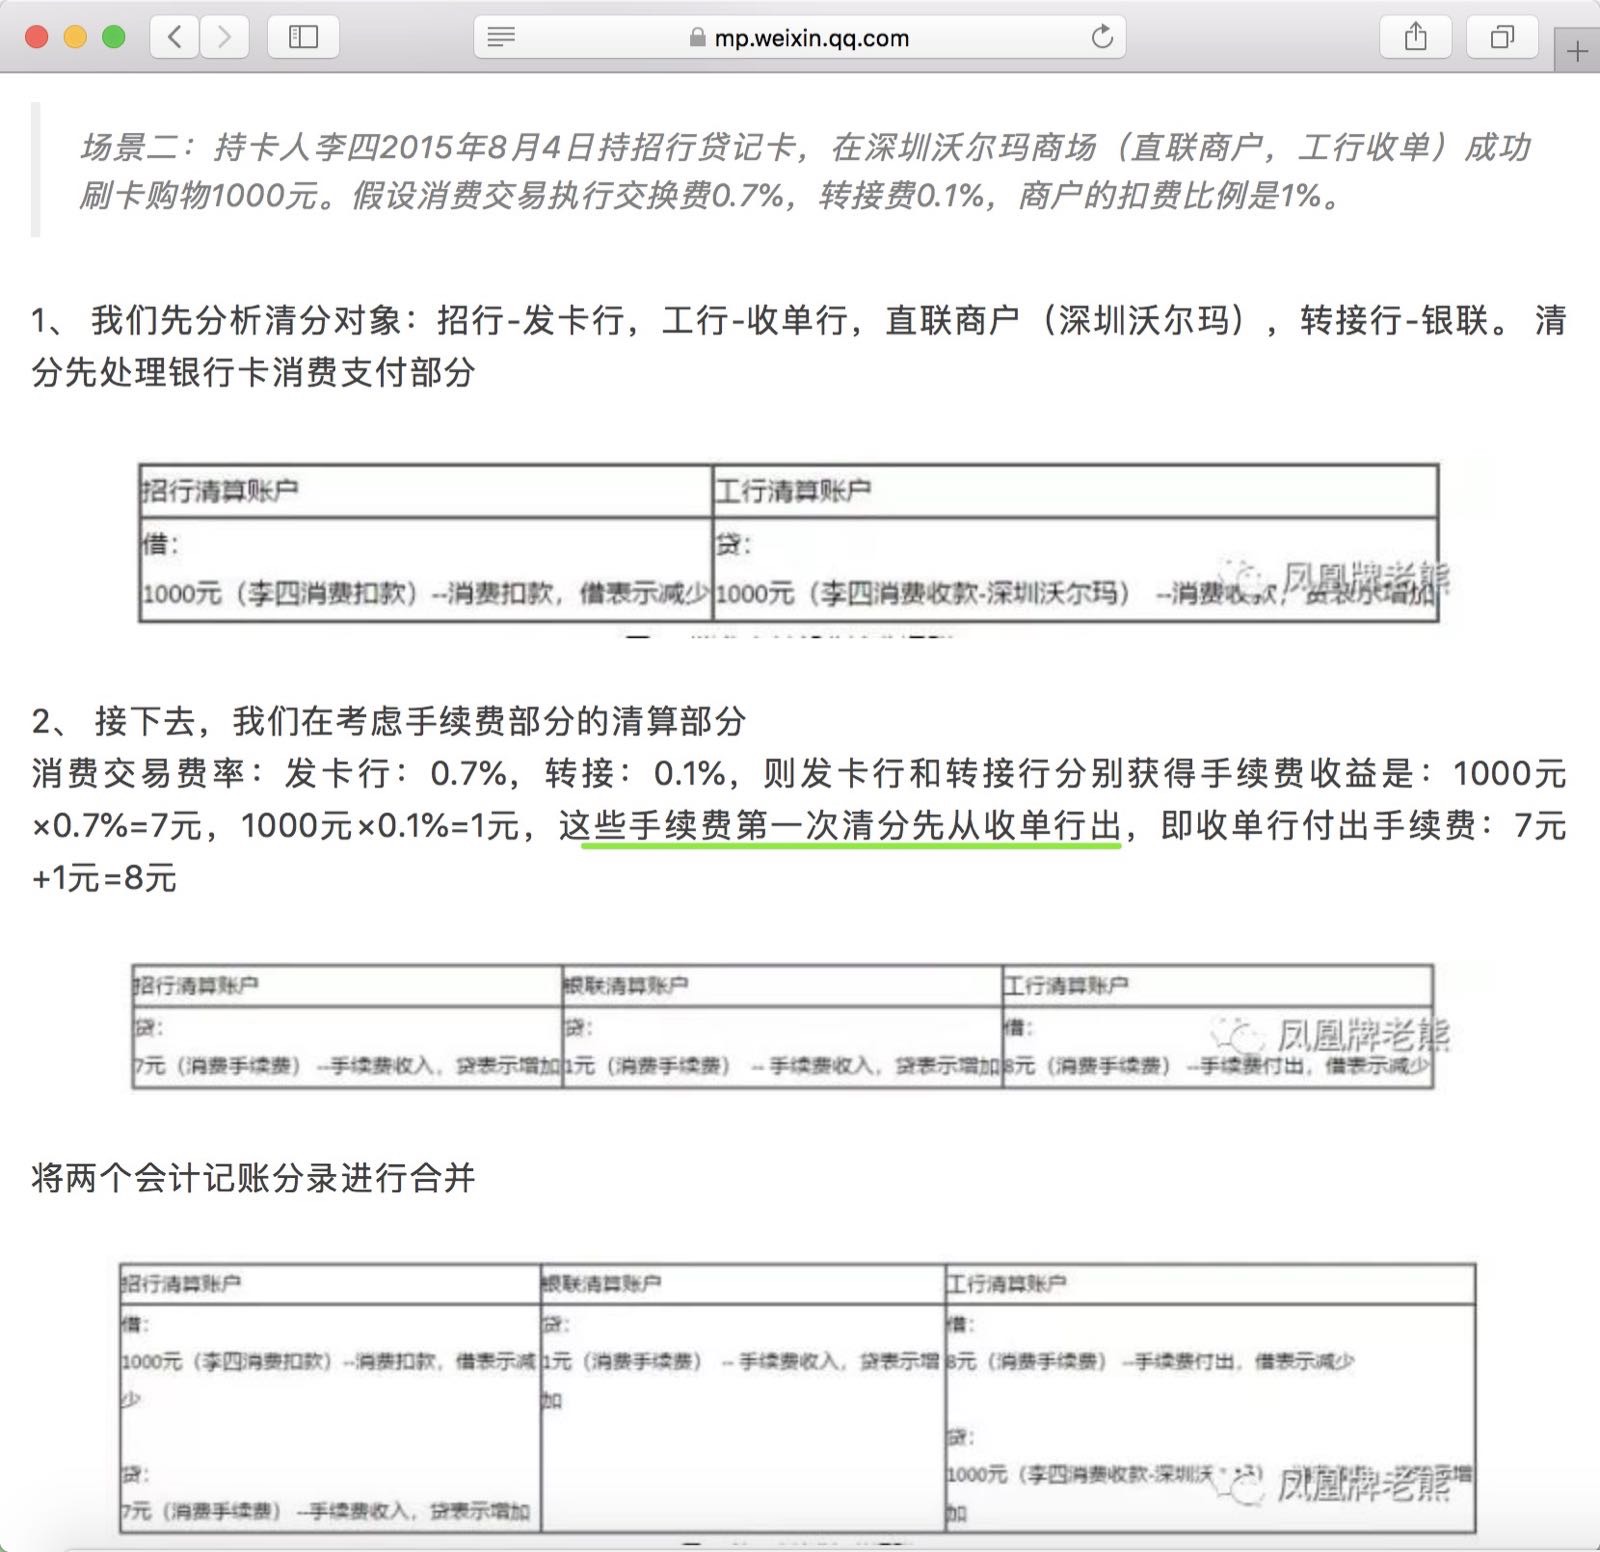 mp.weixin.qq.com
场景二：持卡人李四2015年8月4日持招行贷记卡，在深圳沃尔玛商场（直联商户，工行收单）成功
刷卡购物1000元。假设消费交易执行交换费0.7%，转接费0.1%，商户的扣费比例是1%。
1、 我们先分析清分对象：招行-发卡行，工行-收单行，直联商户（深圳沃尔玛），转接行-银联。 清
分先处理银行卡消费支付部分
招行清算账户
工行清算账户
借：
贷：
1000元（李四消费扣款）--消费扣款，借表示减少
1000元（李四消费收款-深圳沃尔玛） --消费收款，贷表示增加
凤凰牌老熊
2、 接下去，我们在考虑手续费部分的清算部分
消费交易费率：发卡行：0.7%，转接：0.1%，则发卡行和转接行分别获得手续费收益是：1000元
×0.7%=7元，1000元×0.1%=1元，这些手续费第一次清分先从收单行出，即收单行付出手续费：7元
+1元=8元
招行清算账户
银联清算账户
工行清算账户
贷：
贷：
借：
7元（消费手续费） --手续费收入，贷表示增加
1元（消费手续费） --手续费收入，贷表示增加
8元（消费手续费） --手续费付出，借表示减少
凤凰牌老熊
将两个会计记账分录进行合并
招行清算账户
银联清算账户
工行清算账户
借：
贷：
借：
1000元（李四消费扣款）--消费扣款，借表示减
少
1元（消费手续费） --手续费收入，贷表示增
加
8元（消费手续费） --手续费付出，借表示减少
贷：
7元（消费手续费） --手续费收入，贷表示增加
贷：
1000元（李四消费收款-深圳沃
增
加
凤凰牌老熊